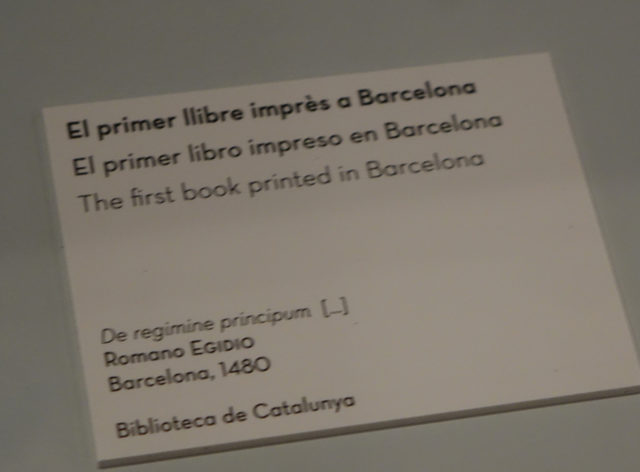 El primer llibre imprès a Barcelona
El primer libro impreso en Barcelona
The first book printed in Barcelona
De regimine principum [...]
Romano EGIDIO
Barcelona, 1480
Biblioteca de Catalunya